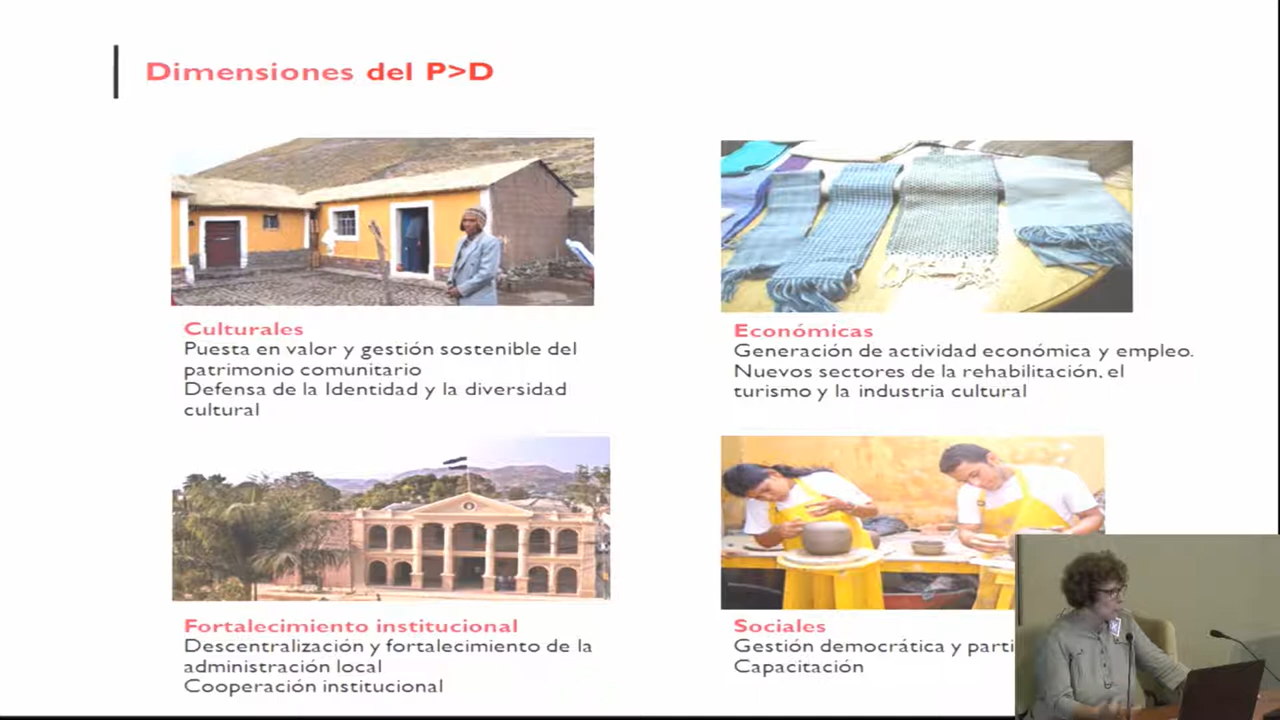 Dimensiones del P>D
Culturales
Puesta en valor y gestión sostenible del
patrimonio comunitario
Defensa de la Identidad y la diversidad
cultural
Económicas
Generación de actividad económica y empleo.
Nuevos sectores de la rehabilitación, el
turismo y la industria cultural
Fortalecimiento institucional
Descentralización y fortalecimiento de la
administración local
Cooperación institucional
Sociales
Gestión democrática y parti
Capacitación